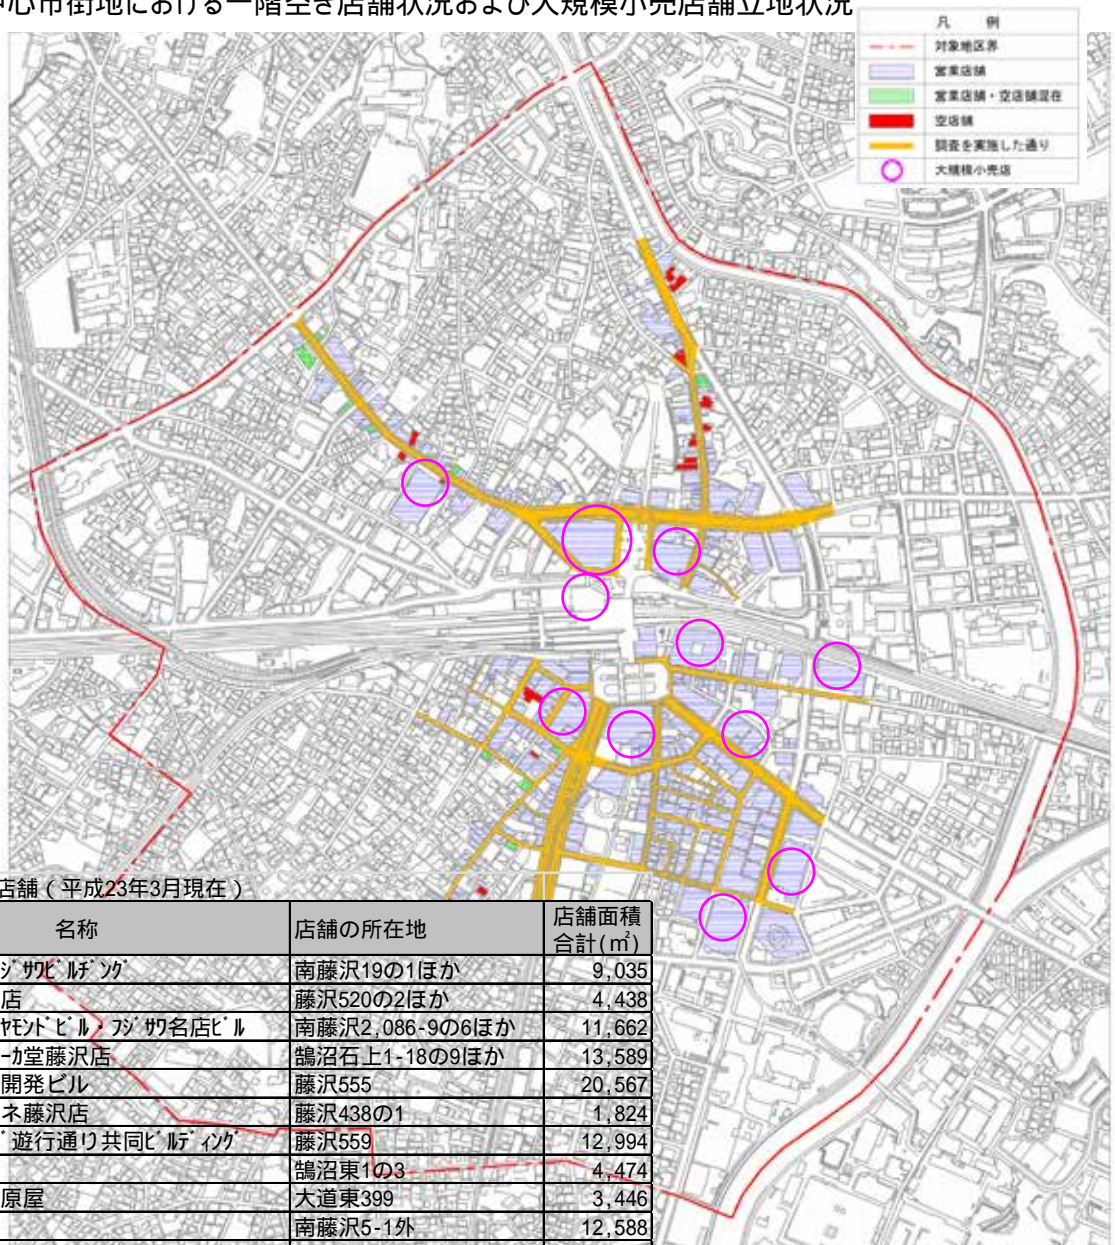 中心市街地における一階空き店舗状況および大規模小売店舗立地状況
凡 例
対象地区界
営業店舗
営業店舗・空店舗混在
空店舗
調査を実施した通り
大規模小売店
店舗(平成23年3月現在)
名称 店舗の所在地 店舗面積合計(㎡)
ｼﾞｻﾜﾋﾞﾙﾁﾞﾝｸﾞ 南藤沢19の1ほか 9,035
店 藤沢520の2ほか 4,438
ﾔﾓﾝﾄﾞﾋﾞﾙ・ﾌｼﾞｻﾜ名店ﾋﾞﾙ 南藤沢2,086-9の6ほか 11,662
ｰｶ堂藤沢店 鵠沼石上1-18の9ほか 13,589
開発ビル 藤沢555 20,567
ネ藤沢店 藤沢438の1 1,824
遊行通り共同ﾋﾞﾙﾃﾞｨﾝｸﾞ 藤沢559 12,994
鵠沼東1の3 4,474
原屋 大道東399 3,446
南藤沢5-1外 12,588